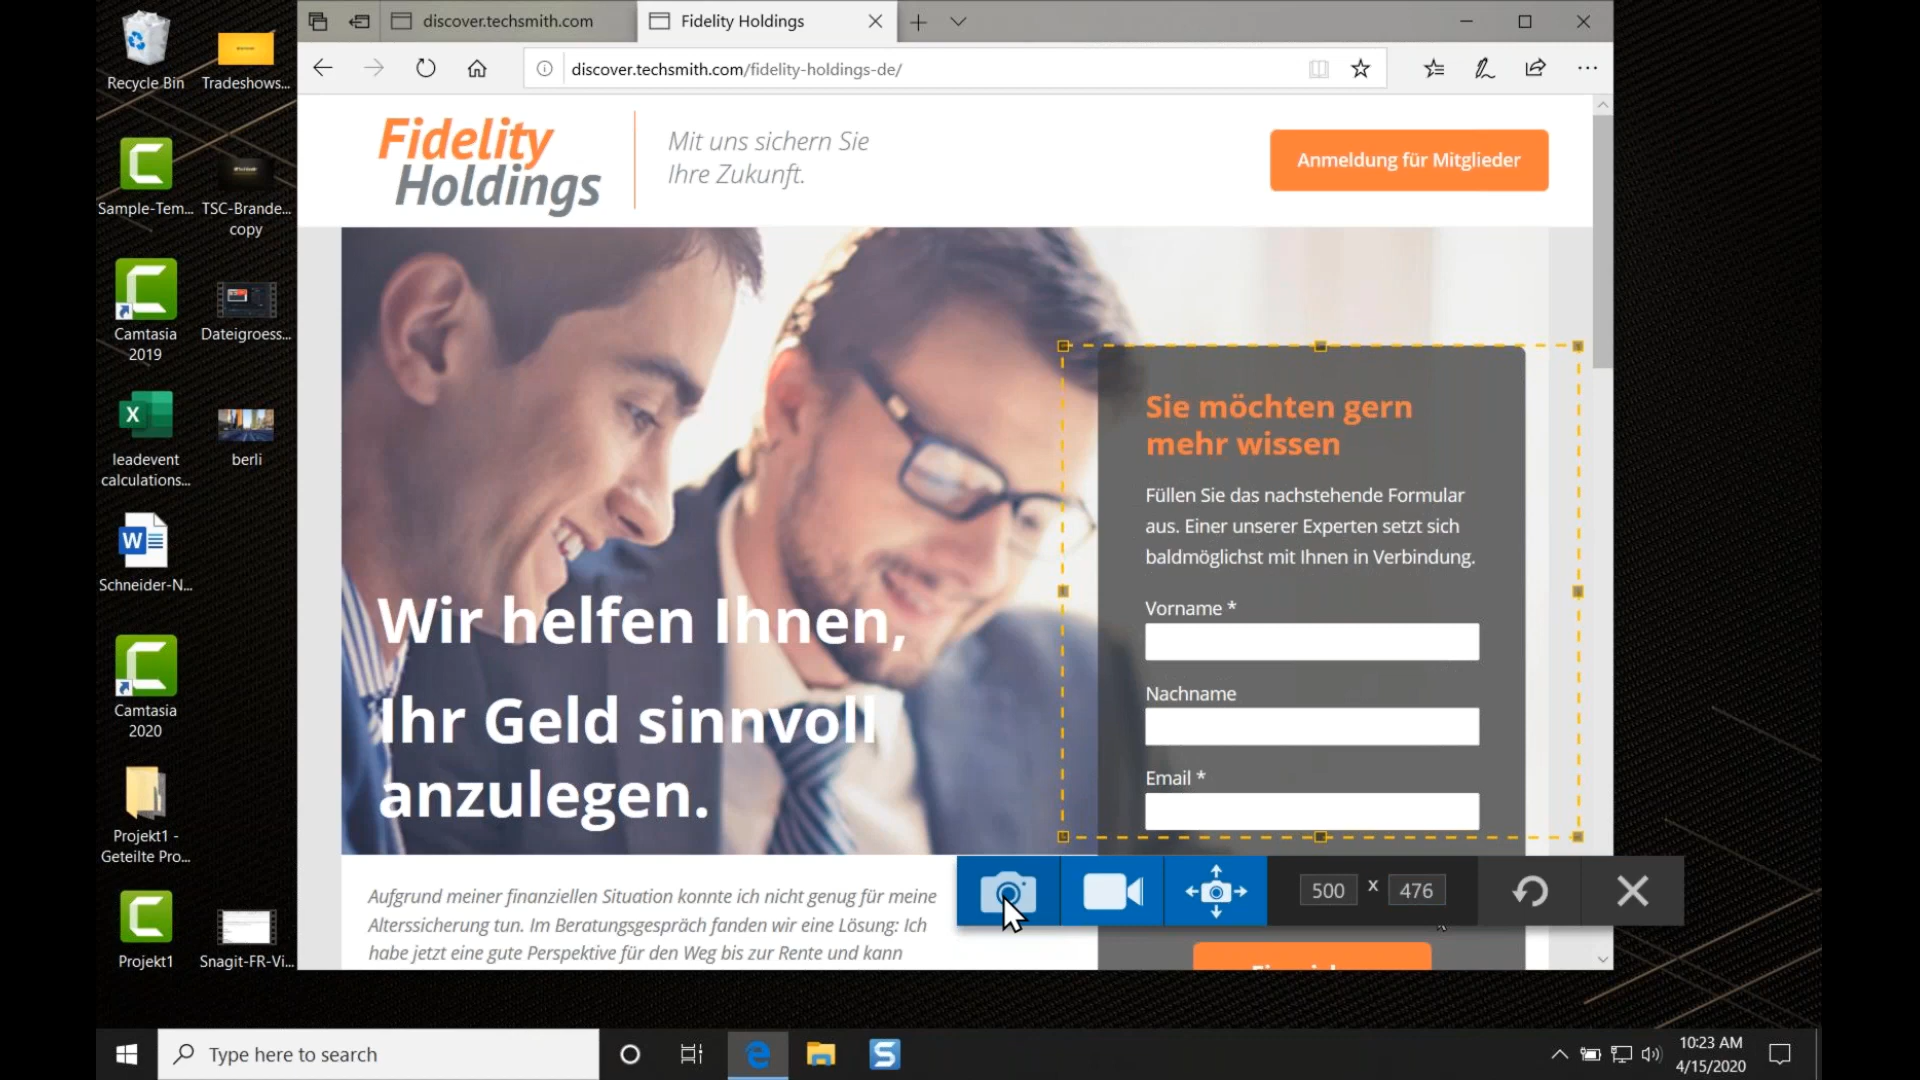 discover.techsmith.com
Fidelity Holdings
discover.techsmith.com/fidelity-holdings-de/
Recycle Bin
Tradeshows...
Sample-Tem...
TSC-Brande...
copy
Camtasia
2019
Dateigroess...
leadevent
calculations...
berli
Schneider-N...
Camtasia
2020
Projekt1 -
Geteilte Pro...
Projekt1
Snagit-FR-Vi...
Fidelity
Holdings
Mit uns sichern Sie
Ihre Zukunft.
Anmeldung für Mitglieder
Wir helfen Ihnen,
Ihr Geld sinnvoll
anzulegen.
Sie möchten gern
mehr wissen
Füllen Sie das nachstehende Formular
aus. Einer unserer Experten setzt sich
baldmöglichst mit Ihnen in Verbindung.
Vorname *
Nachname
Email *
Aufgrund meiner finanziellen Situation konnte ich nicht genug für meine
Alterssicherung tun. Im Beratungsgespräch fanden wir eine Lösung: Ich
habe jetzt eine gute Perspektive für den Weg bis zur Rente und kann
500 x 476
Type here to search
10:23 AM
4/15/2020